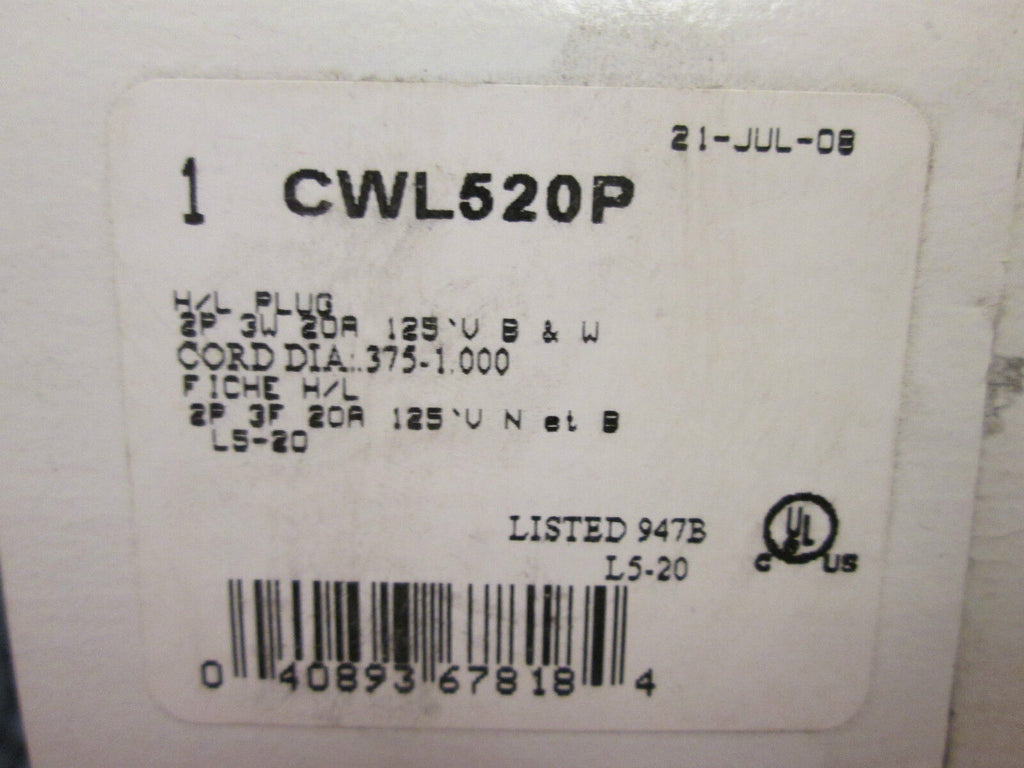 21-JUL-08
1 CWL520P
H/L PLUG
2P 3W 20A 125`V B & W
CORD DIA.:.375-1.000
FICHE H/L
2P 3F 20A 125`V N et B
L5-20
LISTED 947B
L5-20
C UL US
0 40893 67818 4